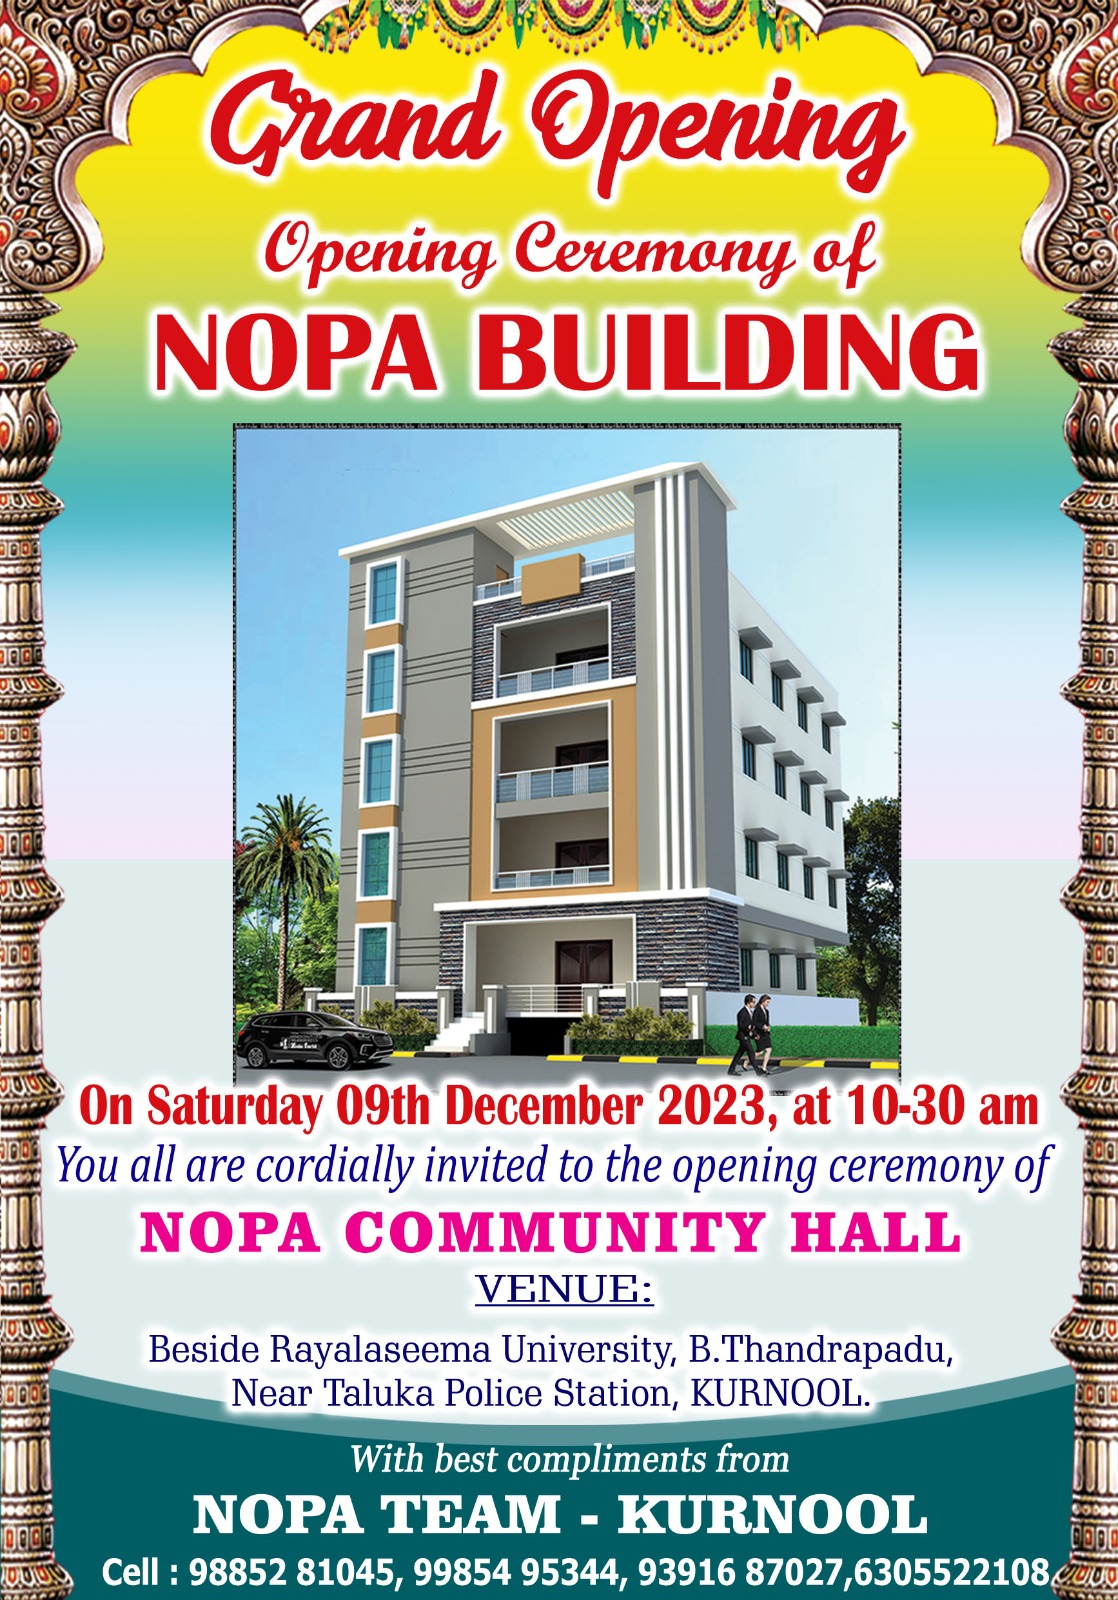 Grand Opening
Opening Ceremony of
NOPA BUILDING
On Saturday 09th December 2023, at 10-30 am
You all are cordially invited to the opening ceremony of
NOPA COMMUNITY HALL
VENUE:
Beside Rayalaseema University, B.Thandrapadu,
Near Taluka Police Station, KURNOOL.
With best compliments from
NOPA TEAM - KURNOOL
Cell : 98852 81045, 99854 95344, 93916 87027,6305522108